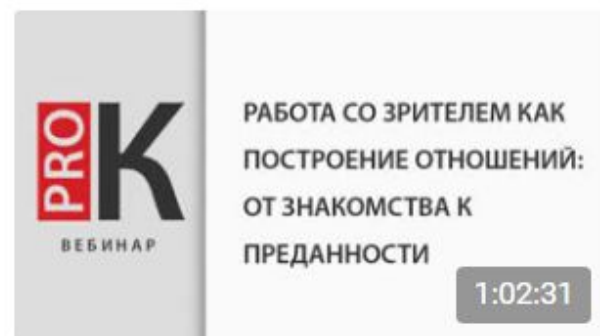 PRO К
ВЕБИНАР
РАБОТА СО ЗРИТЕЛЕМ КАК
ПОСТРОЕНИЕ ОТНОШЕНИЙ:
ОТ ЗНАКОМСТВА К
ПРЕДАННОСТИ
1:02:31